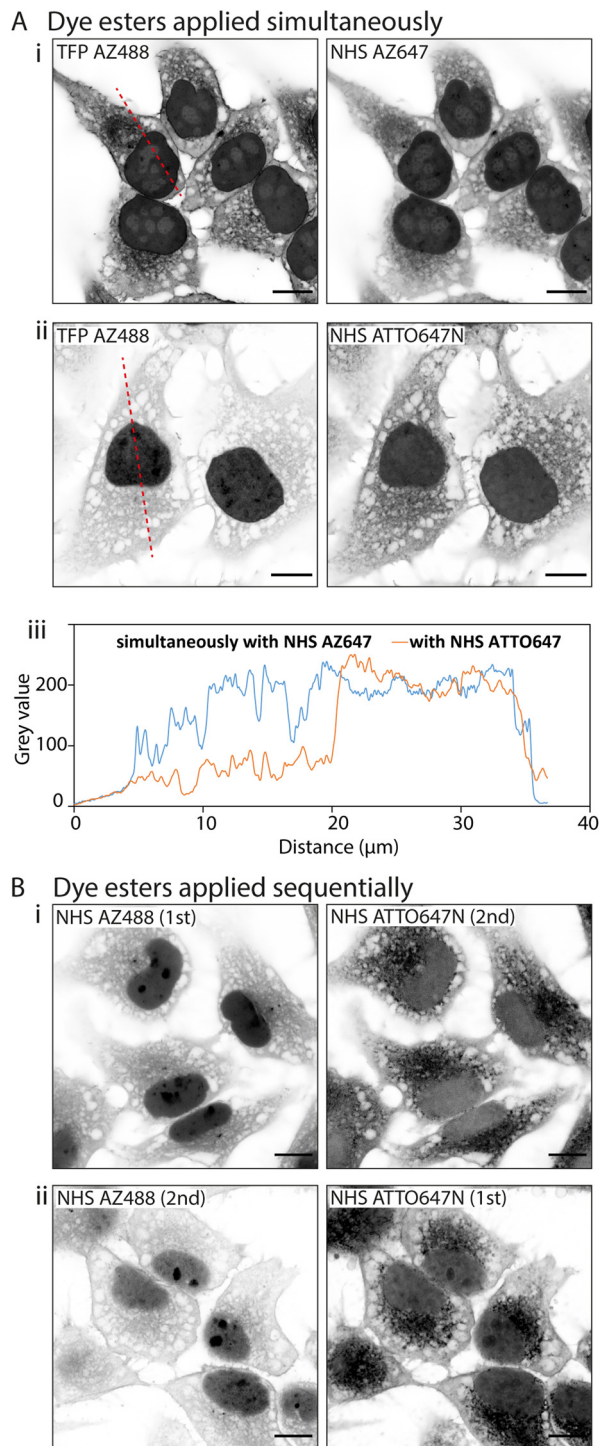 A Dye esters applied simultaneously
i
TFP AZ488
NHS AZ647
ii
TFP AZ488
NHS ATTO647N
iii
simultaneously with NHS AZ647
with NHS ATTO647
200
100
0
Grey value
0 10 20 30 40
Distance (µm)
B Dye esters applied sequentially
i
NHS AZ488 (1st)
NHS ATTO647N (2nd)
ii
NHS AZ488 (2nd)
NHS ATTO647N (1st)